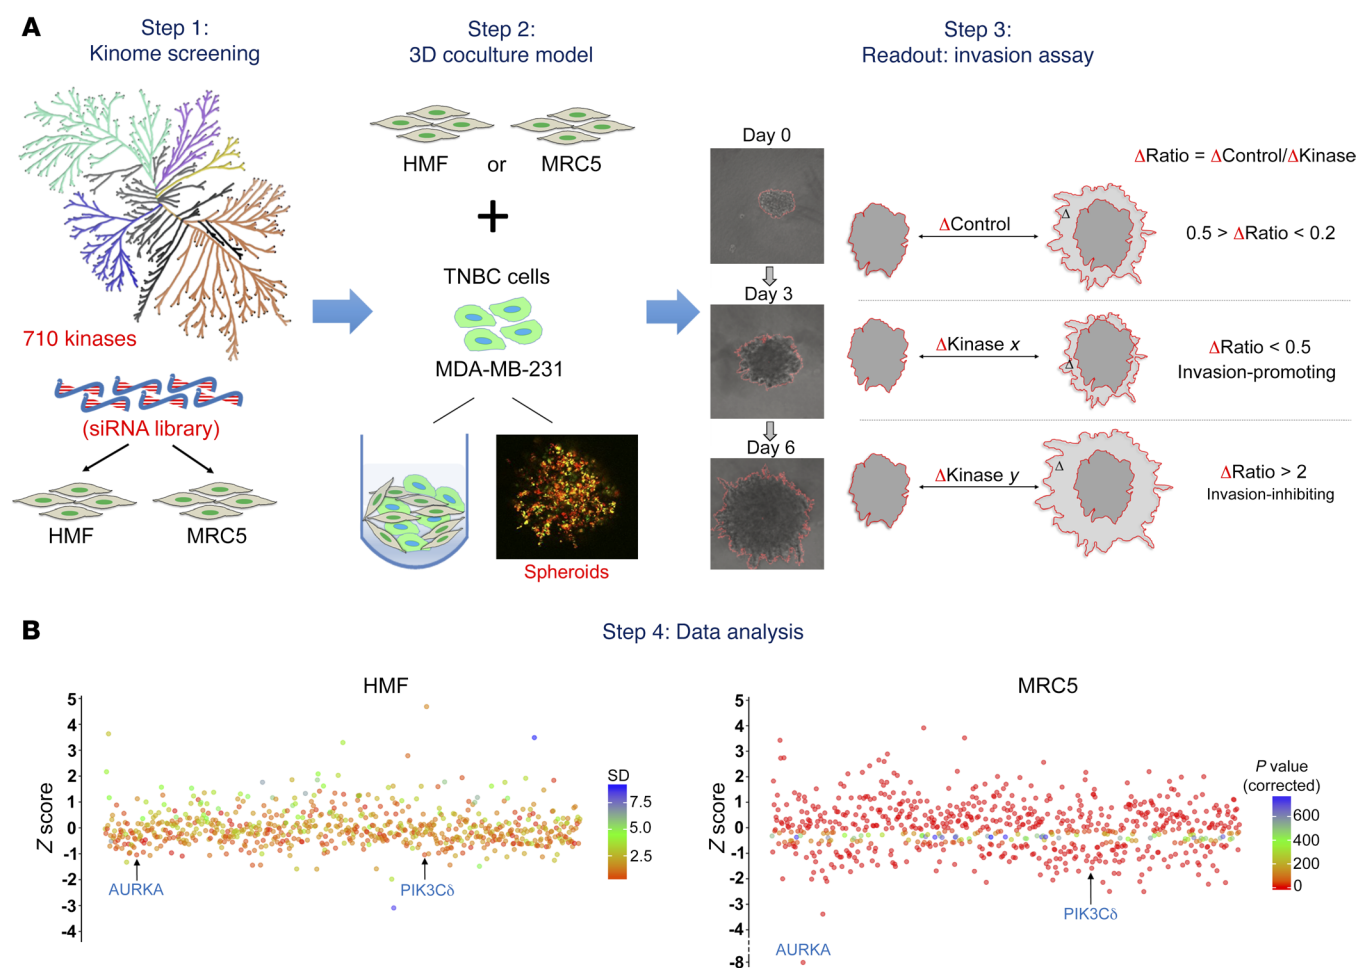 A
Step 1:
Kinome screening
710 kinases
(siRNA library)
HMF
MRC5
Step 2:
3D coculture model
HMF or MRC5
+
TNBC cells
MDA-MB-231
Spheroids
Step 3:
Readout: invasion assay
Day 0
Day 3
Day 6
ΔRatio = ΔControl/ΔKinase
ΔControl
Δ
0.5 > ΔRatio < 0.2
ΔKinase x
Δ
ΔRatio < 0.5
Invasion-promoting
ΔKinase y
Δ
ΔRatio > 2
Invasion-inhibiting
B
Step 4: Data analysis
HMF
Z score
5
4
3
2
1
0
-1
-2
-3
-4
AURKA
PIK3Cδ
SD
7.5
5.0
2.5
MRC5
Z score
5
4
3
2
1
0
-1
-2
-3
-4
-8
AURKA
PIK3Cδ
P value
(corrected)
600
400
200
0